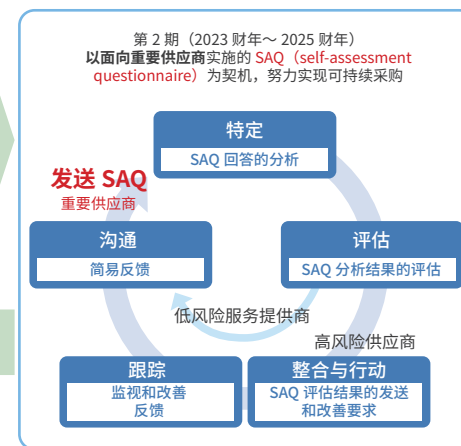 第 2 期（2023 财年～ 2025 财年）
以面向重要供应商实施的 SAQ（self-assessment
questionnaire）为契机，努力实现可持续采购
特定
SAQ 回答的分析
发送 SAQ
重要供应商
沟通
简易反馈
评估
SAQ 分析结果的评估
低风险服务提供商
高风险供应商
跟踪
监视和改善
反馈
整合与行动
SAQ 评估结果的发送
和改善要求